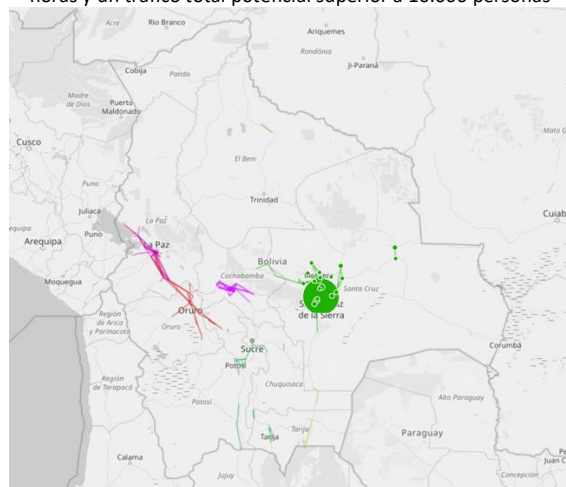 horas y un tráfico total potencial superior a 10.000 personas
Acre
Rio Branco
Ariquemes
Rondônia
Ji-Paraná
Cobija
Pando
Madre
de Dios
Puerto
Maldonado
Cusco
El Beni
Puno
Trinidad
Juliaca
Puno
La Paz
La Paz
Arequipa
Cuiab
Bolivia
Cochabamba
Moquegua
Santa Cruz
de la Sierra
Oruro
Región
de Arica
y Parinacota
Oruro
Sucre
Potosí
Corumbá
Región
de Tarapacá
Chuquisaca
Potosí
Alto Paraguay
Tarija
Tarija
Paraguay
Calama
Jujuy
Concepción